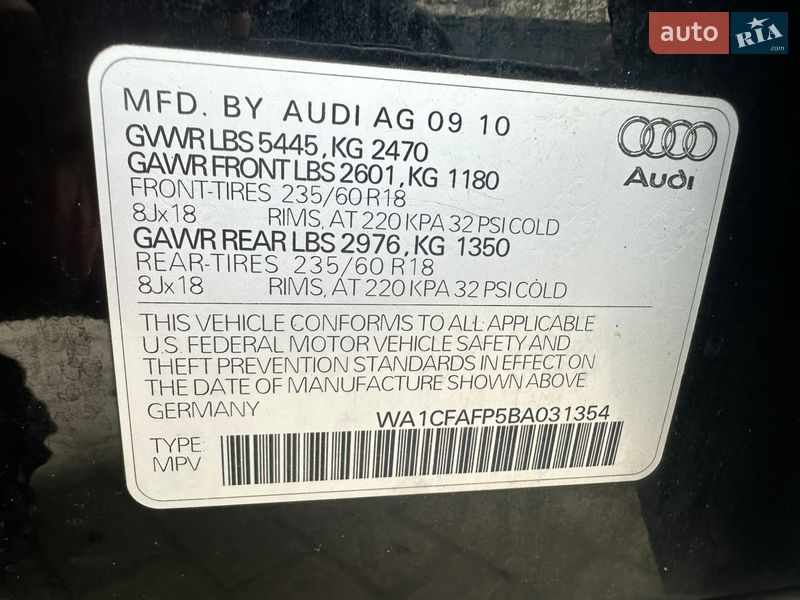 auto RIA.com
MFD. BY AUDI AG 09 10
GVWR LBS 5445, KG 2470
GAWR FRONT LBS 2601, KG 1180
FRONT-TIRES 235/60 R18
8Jx18 RIMS, AT 220 KPA 32 PSI COLD
GAWR REAR LBS 2976, KG 1350
REAR-TIRES 235/60 R18
8Jx18 RIMS, AT 220 KPA 32 PSI COLD
Audi
THIS VEHICLE CONFORMS TO ALL APPLICABLE
U.S. FEDERAL MOTOR VEHICLE SAFETY AND
THEFT PREVENTION STANDARDS IN EFFECT ON
THE DATE OF MANUFACTURE SHOWN ABOVE
GERMANY WA1CFAFP5BA031354
TYPE:
MPV